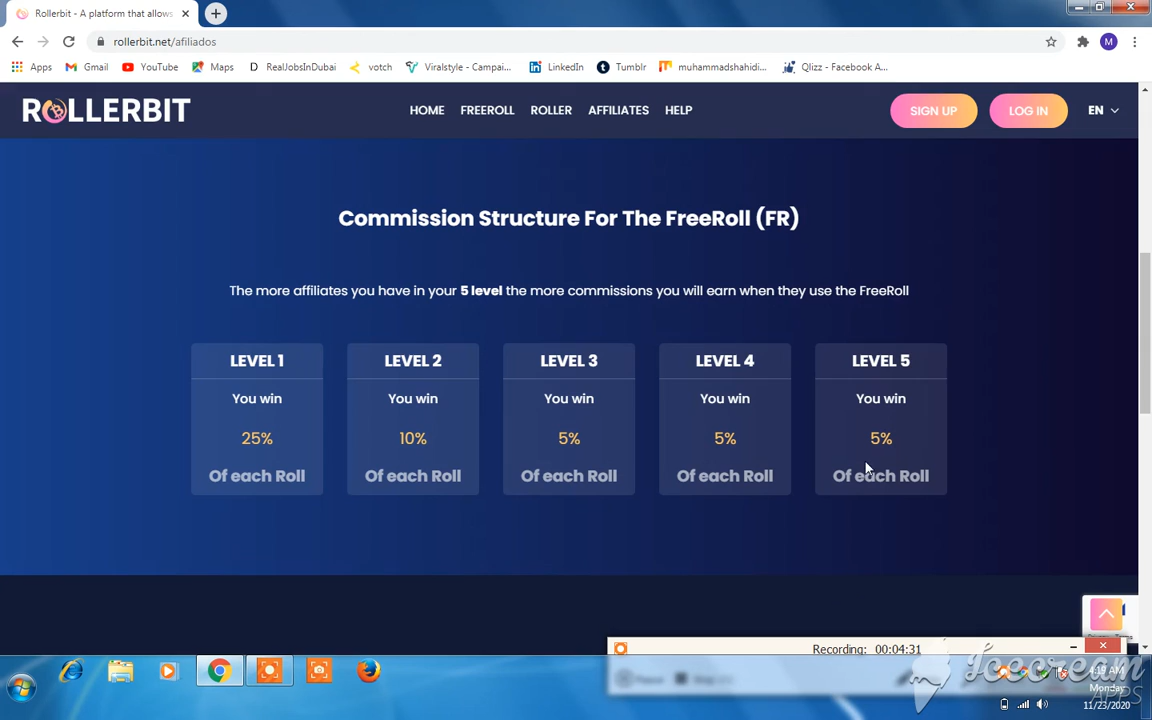 Rollerbit - A platform that allows
rollerbit.net/afiliados
M
Apps Gmail YouTube Maps RealJobsInDubai votch Viralstyle - Campai... LinkedIn Tumblr muhammadshahidi... Qlizz - Facebook A...
ROLLERBIT HOME FREEROLL ROLLER AFFILIATES HELP SIGN UP LOG IN EN
Commission Structure For The FreeRoll (FR)
The more affiliates you have in your 5 level the more commissions you will earn when they use the FreeRoll
LEVEL 1 LEVEL 2 LEVEL 3 LEVEL 4 LEVEL 5
You win You win You win You win You win
25% 10% 5% 5% 5%
Of each Roll Of each Roll Of each Roll Of each Roll Of each Roll
Recording: 00:04:31
Icecream
APPS
4:19 AM
Monday
11/23/2020